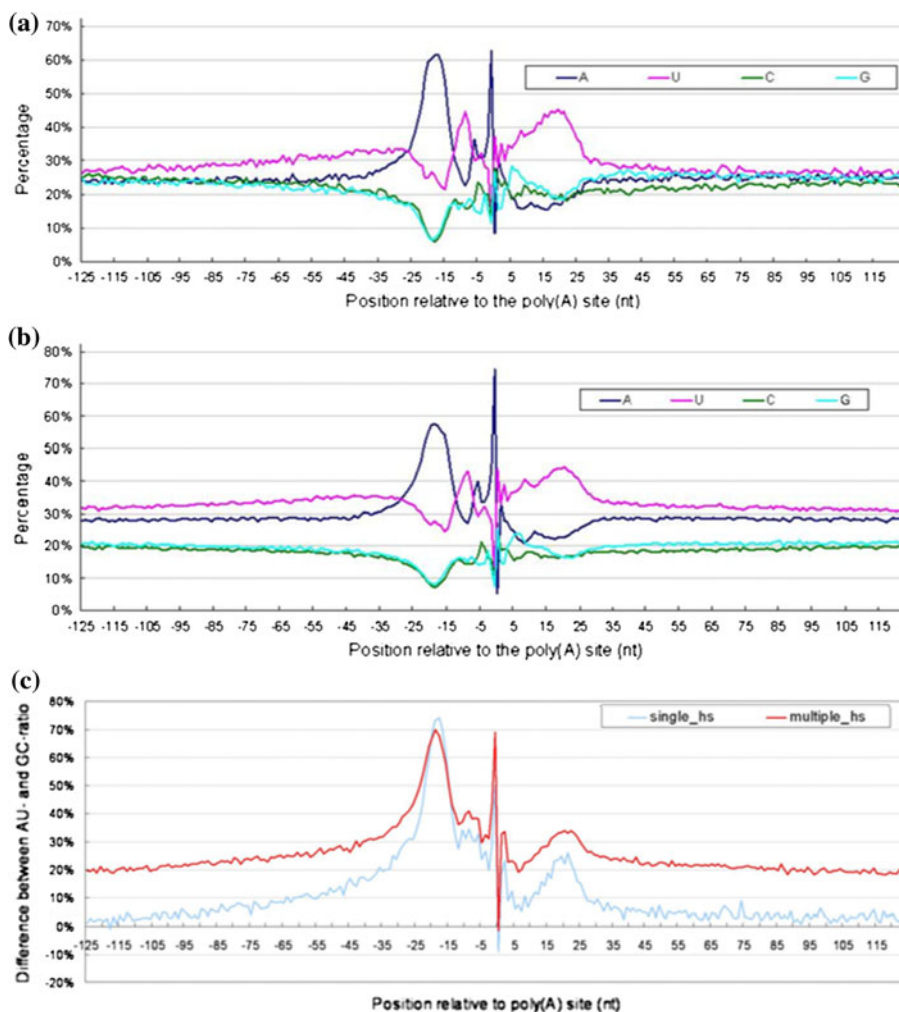 (a)
70%
60%
50%
40%
30%
20%
10%
0%
Percentage
A U C G
-125 -115 -105 -95 -85 -75 -65 -55 -45 -35 -25 -15 -5 5 15 25 35 45 55 65 75 85 95 105 115
Position relative to the poly(A) site (nt)
(b)
80%
70%
60%
50%
40%
30%
20%
10%
0%
Percentage
A U C G
-125 -115 -105 -95 -85 -75 -65 -55 -45 -35 -25 -15 -5 5 15 25 35 45 55 65 75 85 95 105 115
Position relative to the poly(A) site (nt)
(c)
80%
70%
60%
50%
40%
30%
20%
10%
0%
-10%
-20%
Difference between AU- and GC-ratio
single_hs multiple_hs
-125 -115 -105 -95 -85 -75 -65 -55 -45 -35 -25 -15 -5 5 15 25 35 45 55 65 75 85 95 105 115
Position relative to poly(A) site (nt)